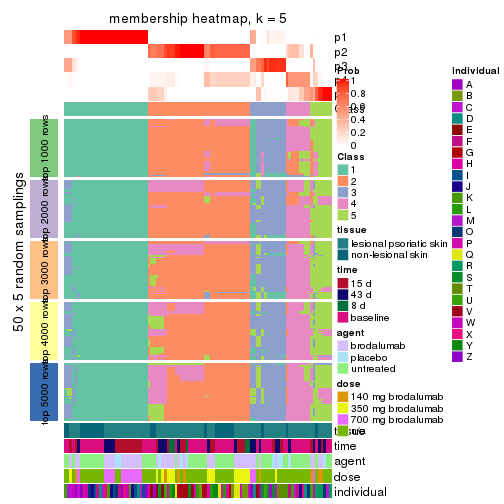 membership heatmap, k = 5
p1
p2
p3
Prob
1
0.8
0.6
0.4
0.2
0
Class
1
2
3
4
5
tissue
lesional psoriatic skin
non-lesional skin
time
15 d
43 d
8 d
baseline
agent
brodalumab
placebo
untreated
dose
140 mg brodalumab
350 mg brodalumab
700 mg brodalumab
individual
A
B
C
D
E
F
G
H
I
J
K
L
M
O
P
Q
R
S
T
U
V
W
X
Y
Z
50 x 5 random samplings
top 1000 rows
top 2000 rows
top 3000 rows
top 4000 rows
top 5000 rows
time
agent
dose
individual